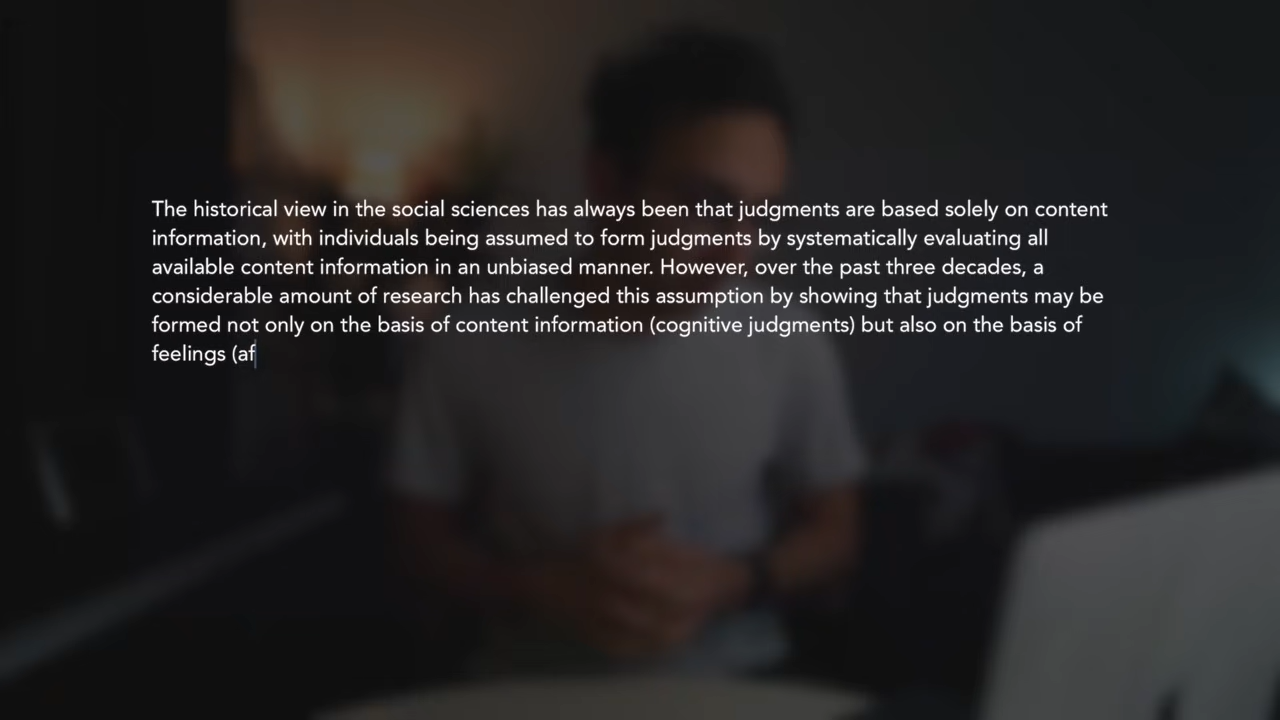 The historical view in the social sciences has always been that judgments are based solely on content
information, with individuals being assumed to form judgments by systematically evaluating all
available content information in an unbiased manner. However, over the past three decades, a
considerable amount of research has challenged this assumption by showing that judgments may be
formed not only on the basis of content information (cognitive judgments) but also on the basis of
feelings (af